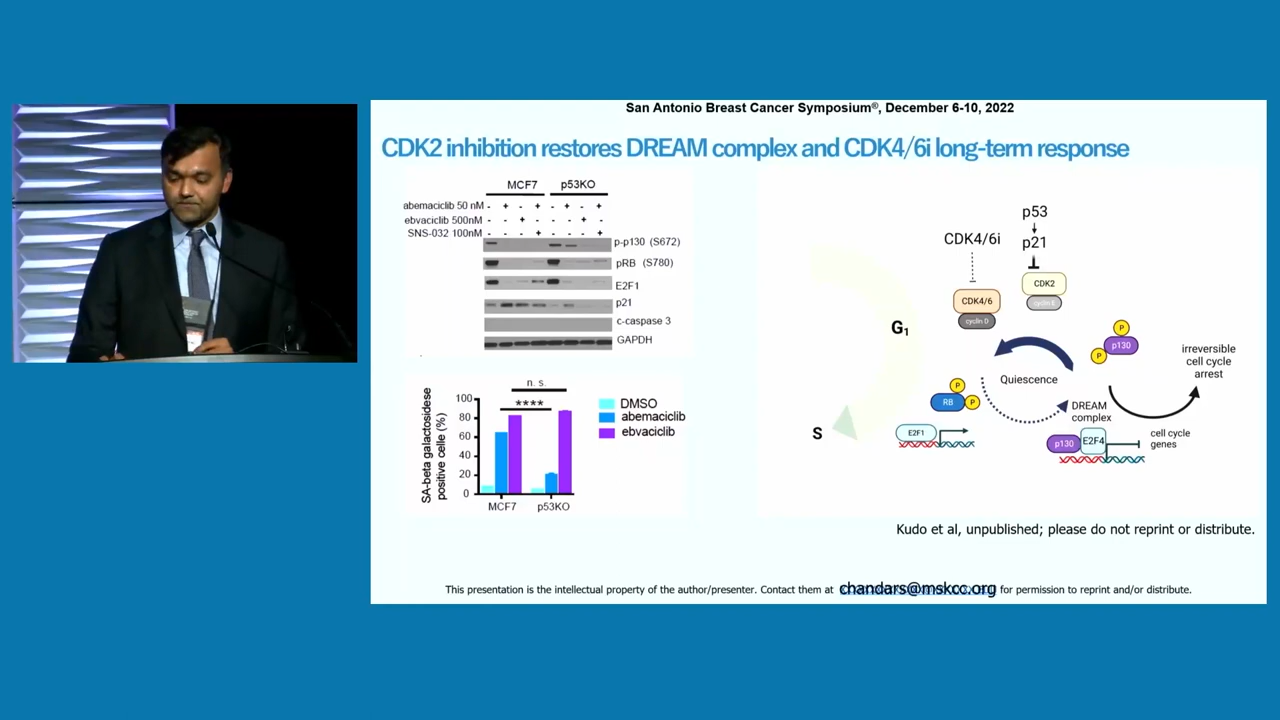 San Antonio Breast Cancer Symposium®, December 6-10, 2022
CDK2 inhibition restores DREAM complex and CDK4/6i long-term response
MCF7 p53KO
abemaciclib 50 nM - + - + - + - +
ebvaciclib 500nM - - + - - - + -
SNS-032 100nM - - - + - - - +
p-p130 (S672)
pRB (S780)
E2F1
p21
c-caspase 3
GAPDH
SA-beta galactosidese
positive celle (%)
100
80
60
40
20
0
n. s.
****
MCF7 p53KO
DMSO
abemaciclib
ebvaciclib
p53
CDK4/6i
p21
CDK2
cyclin E
CDK4/6
cyclin D
G1
S
P
P
p130
irreversible
cell cycle
arrest
Quiescence
P
RB
P
E2F1
DREAM
complex
p130
E2F4
cell cycle
genes
Kudo et al, unpublished; please do not reprint or distribute.
This presentation is the intellectual property of the author/presenter. Contact them at chandars@mskcc.org for permission to reprint and/or distribute.